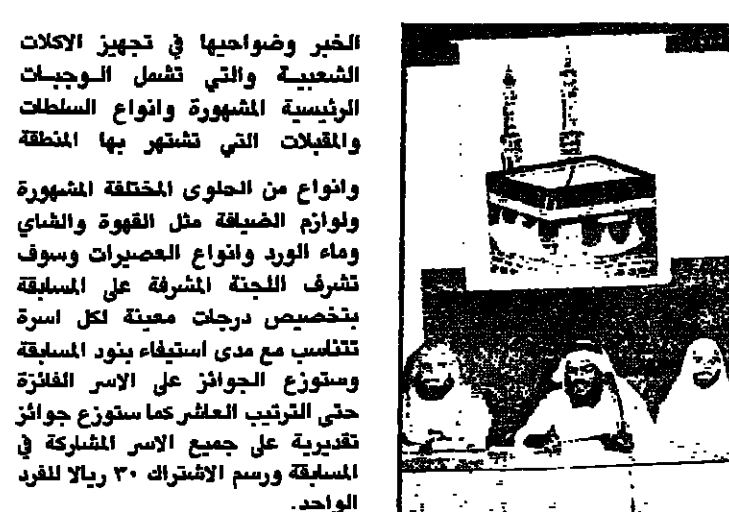 الخبر وضواحيها في تجهيز الاكلات
الشعبية والتي تشمل الوجبات
الرئيسية المشهورة وانواع السلطات
والمقبلات التي تشتهر بها المنطقة
وانواع من الحلوى المختلفة المشهورة
ولوازم الضيافة مثل القهوة والشاي
وماء الورد وانواع العصيرات وسوف
تشرف اللجنة المشرفة على المسابقة
بتخصيص درجات معينة لكل اسرة
تتناسب مع مدى استيفاء بنود المسابقة
وستوزع الجوائز على الاسر الفائزة
حتى الترتيب العاشر كما ستوزع جوائز
تقديرية على جميع الاسر المشاركة في
المسابقة ورسم الاشتراك ٣٠ ريالا للفرد
الواحد.